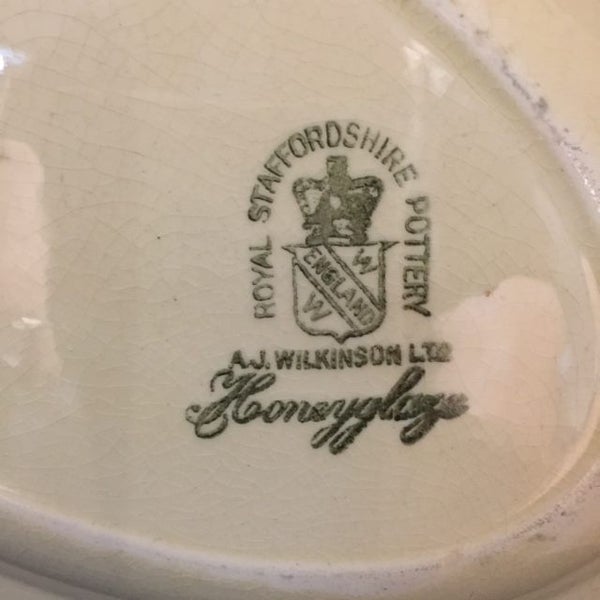 ROYAL STAFFORDSHIRE POTTERY
W
ENGLAND
W
A.J. WILKINSON LTD
Honeyglaze